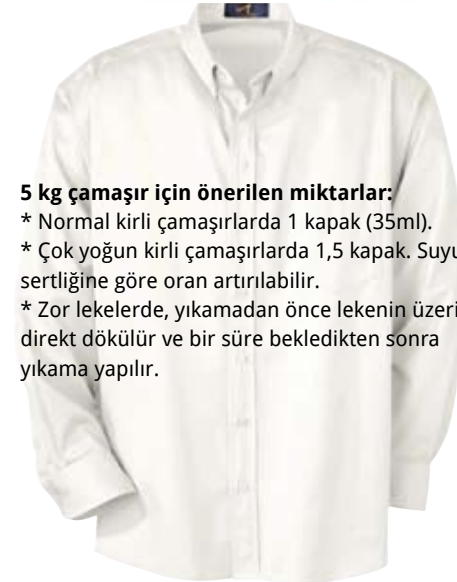 5 kg çamaşır için önerilen miktarlar:
* Normal kirli çamaşırlarda 1 kapak (35ml).
* Çok yoğun kirli çamaşırlarda 1,5 kapak. Suyu
sertliğine göre oran artırılabilir.
* Zor lekelerde, yıkamadan önce lekenin üzeri
direkt dökülür ve bir süre bekledikten sonra
yıkama yapılır.